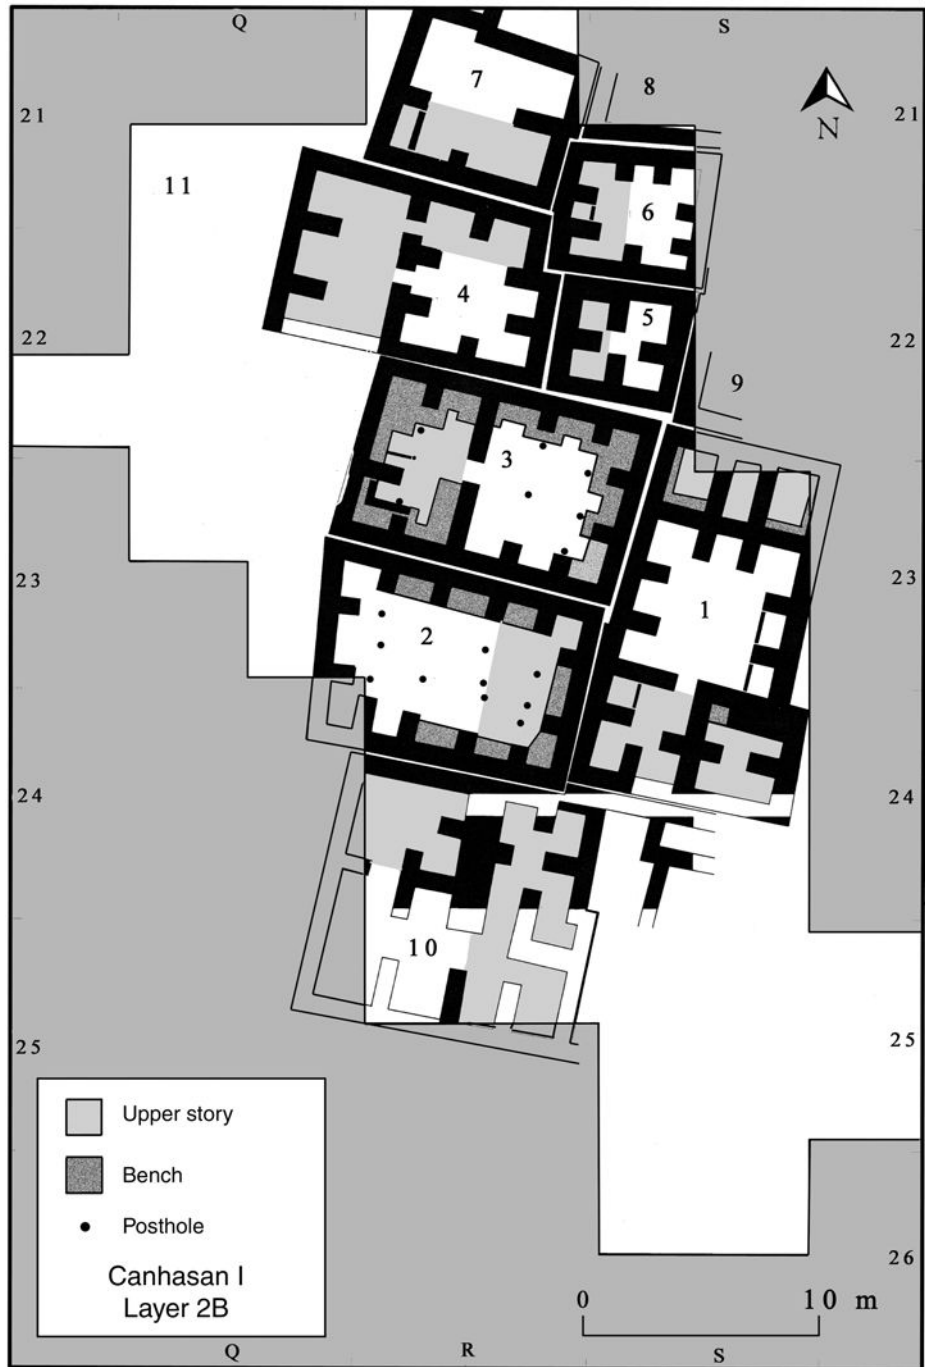 Q S
7
8
21 21
N
11
6
4
5
22 22
9
3
23 23
1
2
24 24
10
25 25
Upper story
Bench
Posthole
Canhasan I
Layer 2B
26
0 10 m
Q R S